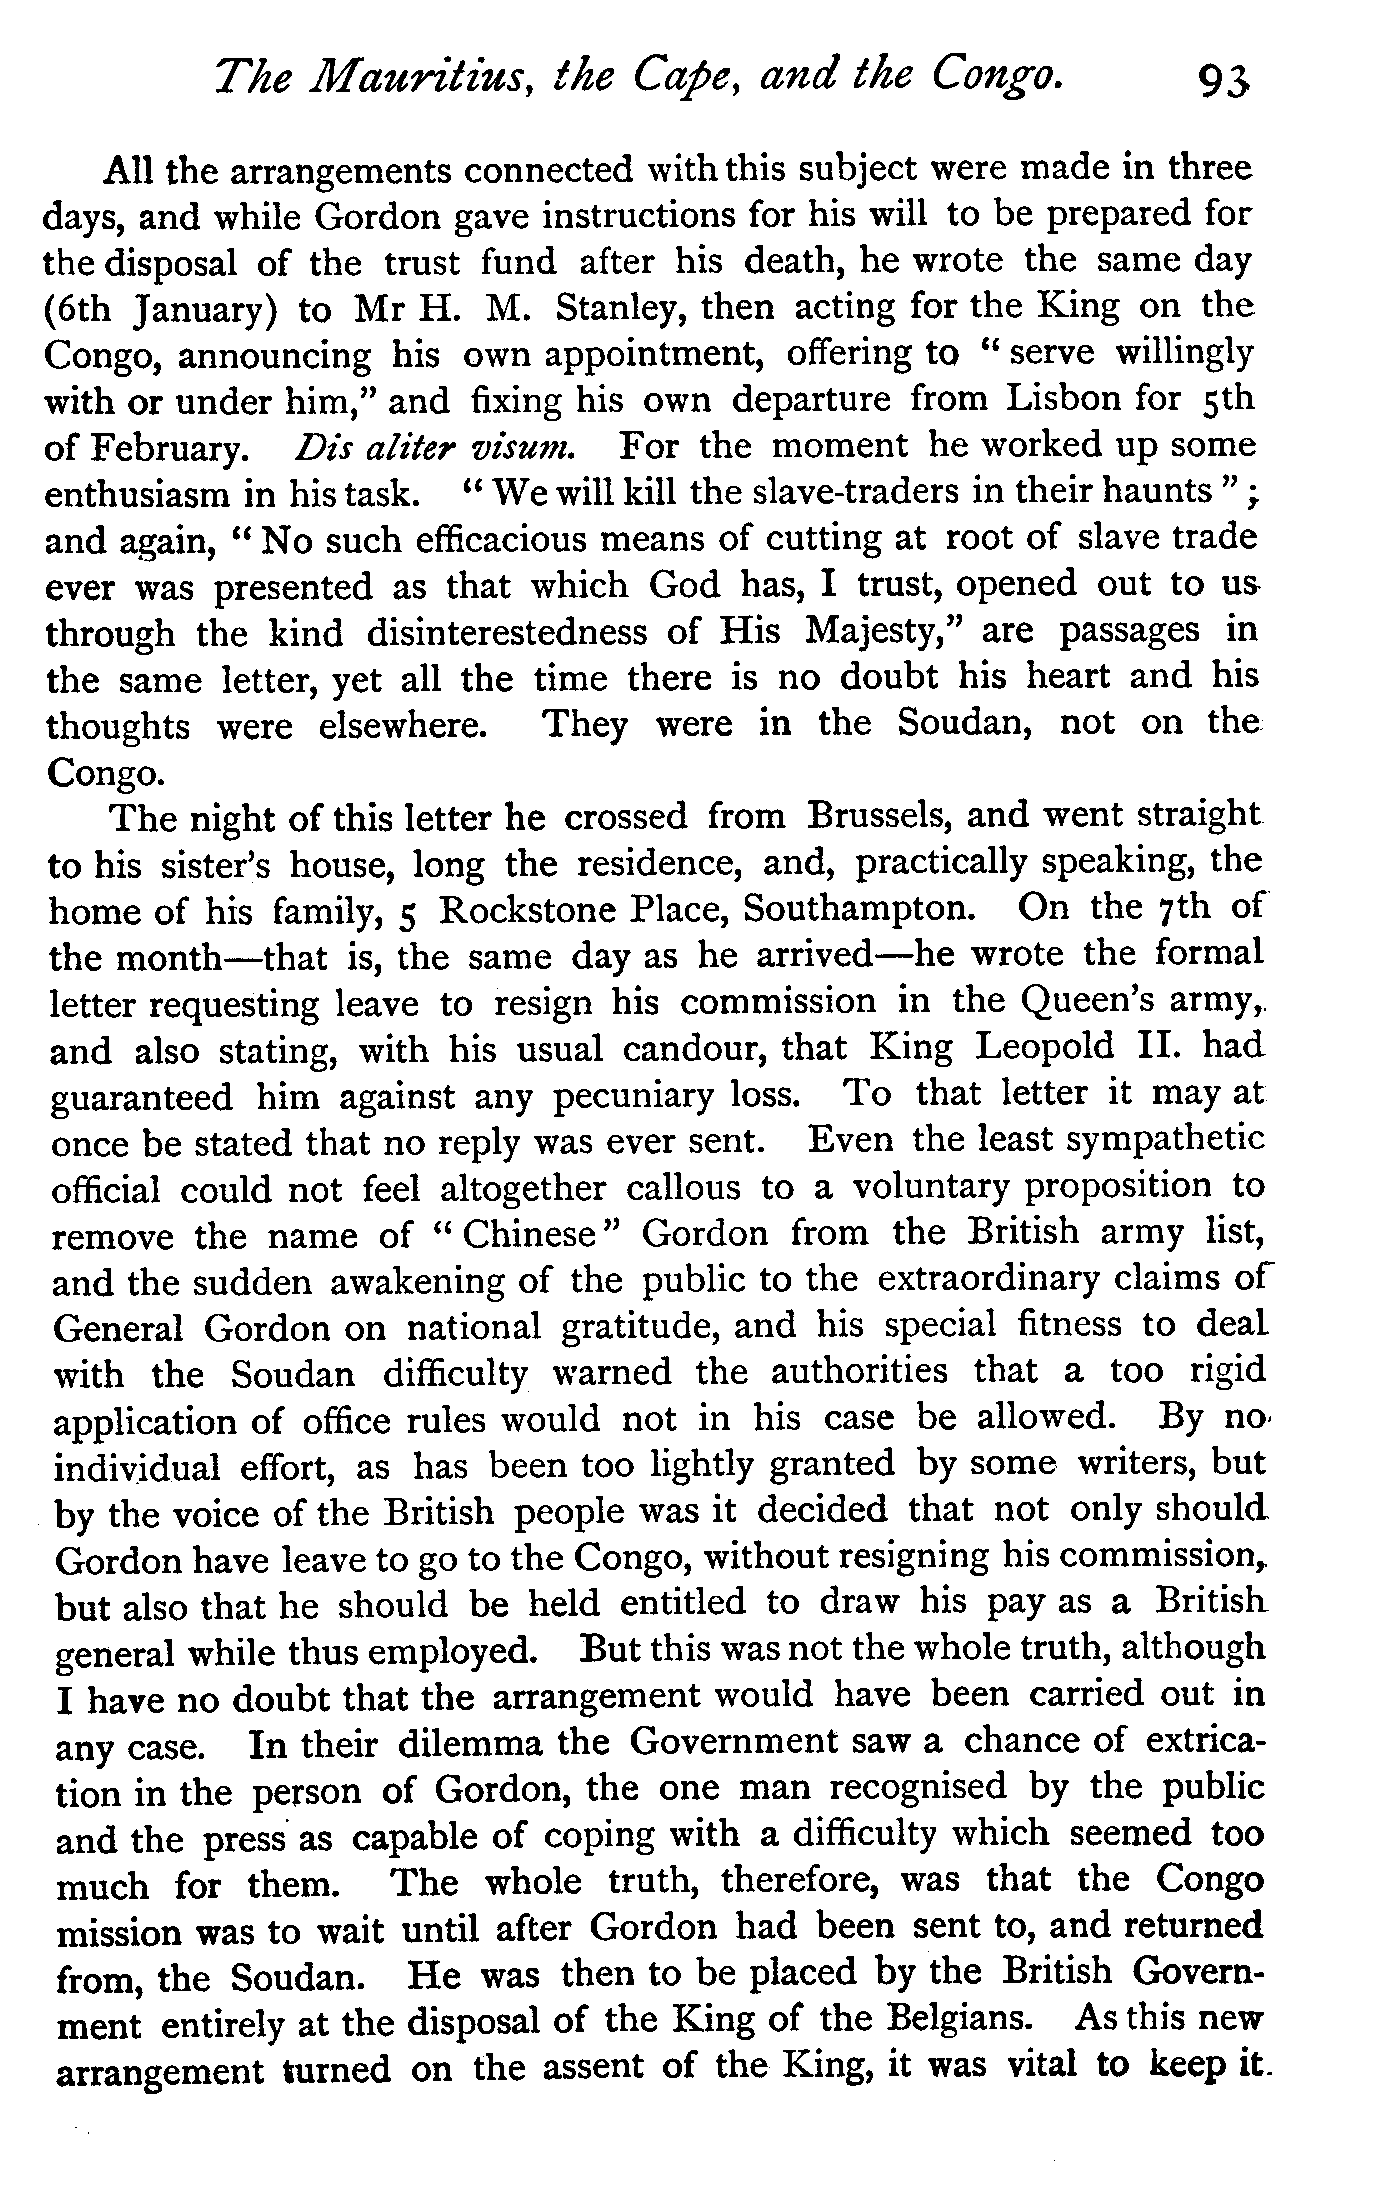 The Mauritius, the Cape, and the Congo. 93
All the arrangements connected with this subject were made in three
days, and while Gordon gave instructions for his will to be prepared for
the disposal of the trust fund after his death, he wrote the same day
(6th January) to Mr H. M. Stanley, then acting for the King on the
Congo, announcing his own appointment, offering to “ serve willingly
with or under him,” and fixing his own departure from Lisbon for 5th
of February. Dis aliter visum. For the moment he worked up some
enthusiasm in his task. “ We will kill the slave-traders in their haunts ” ;
and again, “ No such efficacious means of cutting at root of slave trade
ever was presented as that which God has, I trust, opened out to us
through the kind disinterestedness of His Majesty,” are passages in
the same letter, yet all the time there is no doubt his heart and his
thoughts were elsewhere. They were in the Soudan, not on the
Congo.
The night of this letter he crossed from Brussels, and went straight
to his sister’s house, long the residence, and, practically speaking, the
home of his family, 5 Rockstone Place, Southampton. On the 7th of
the month—that is, the same day as he arrived—he wrote the formal
letter requesting leave to resign his commission in the Queen’s army,
and also stating, with his usual candour, that King Leopold II. had
guaranteed him against any pecuniary loss. To that letter it may at
once be stated that no reply was ever sent. Even the least sympathetic
official could not feel altogether callous to a voluntary proposition to
remove the name of “ Chinese ” Gordon from the British army list,
and the sudden awakening of the public to the extraordinary claims of
General Gordon on national gratitude, and his special fitness to deal
with the Soudan difficulty warned the authorities that a too rigid
application of office rules would not in his case be allowed. By no
individual effort, as has been too lightly granted by some writers, but
by the voice of the British people was it decided that not only should
Gordon have leave to go to the Congo, without resigning his commission,
but also that he should be held entitled to draw his pay as a British
general while thus employed. But this was not the whole truth, although
I have no doubt that the arrangement would have been carried out in
any case. In their dilemma the Government saw a chance of extrica-
tion in the person of Gordon, the one man recognised by the public
and the press as capable of coping with a difficulty which seemed too
much for them. The whole truth, therefore, was that the Congo
mission was to wait until after Gordon had been sent to, and returned
from, the Soudan. He was then to be placed by the British Govern-
ment entirely at the disposal of the King of the Belgians. As this new
arrangement turned on the assent of the King, it was vital to keep it